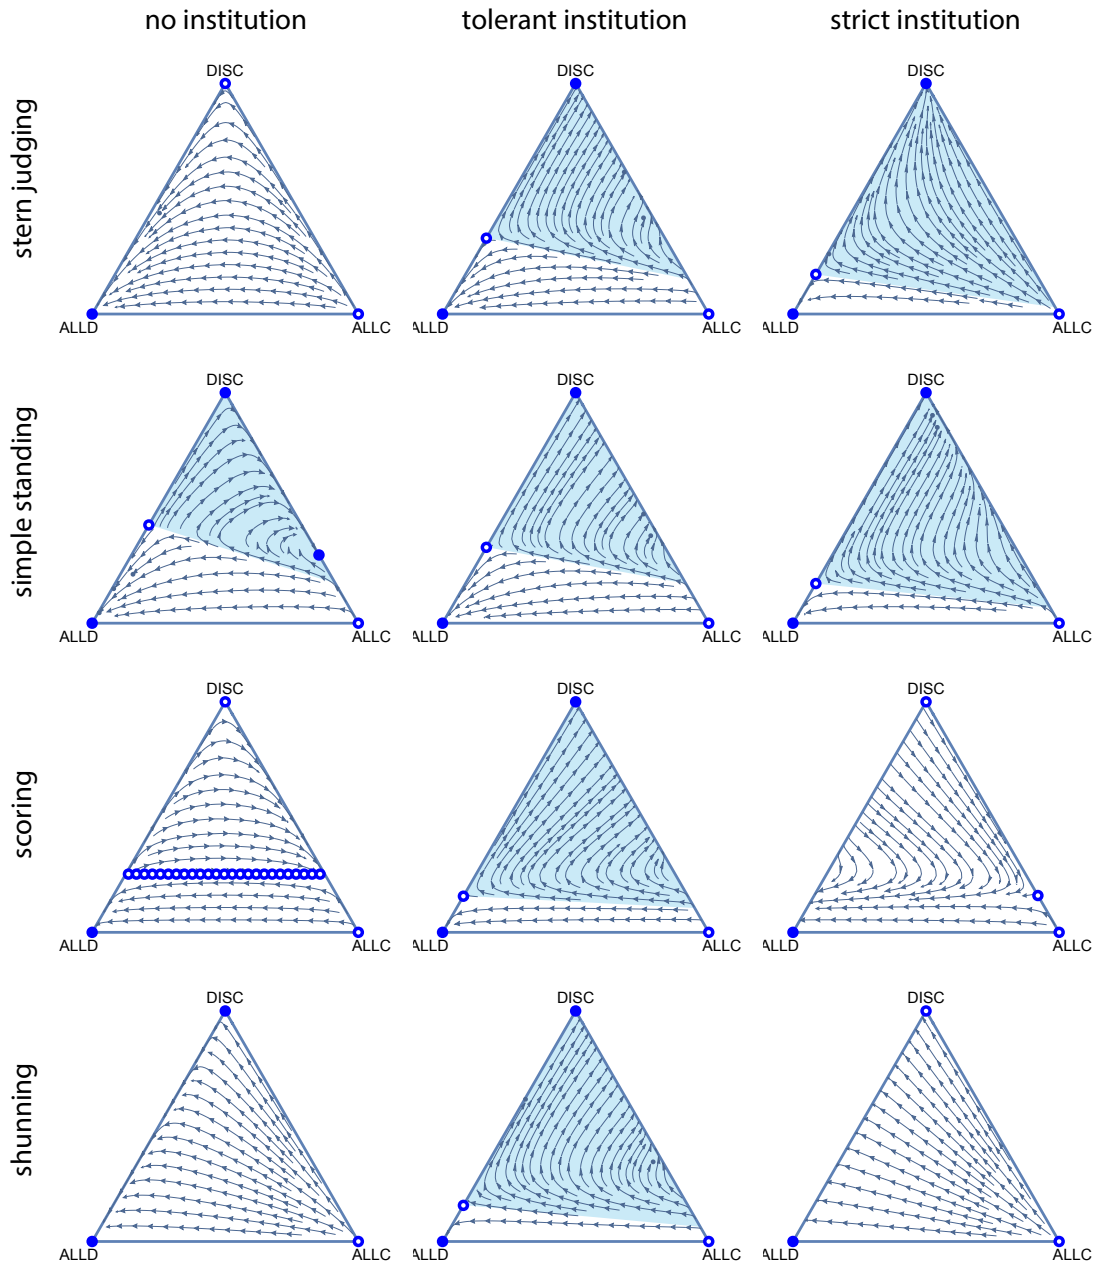 no institution tolerant institution strict institution
stern judging
DISC DISC DISC
ALLD ALLC ALLD ALLC ALLD ALLC
simple standing
DISC DISC DISC
ALLD ALLC ALLD ALLC ALLD ALLC
scoring
DISC DISC DISC
ALLD ALLC ALLD ALLC ALLD ALLC
shunning
DISC DISC DISC
ALLD ALLC ALLD ALLC ALLD ALLC